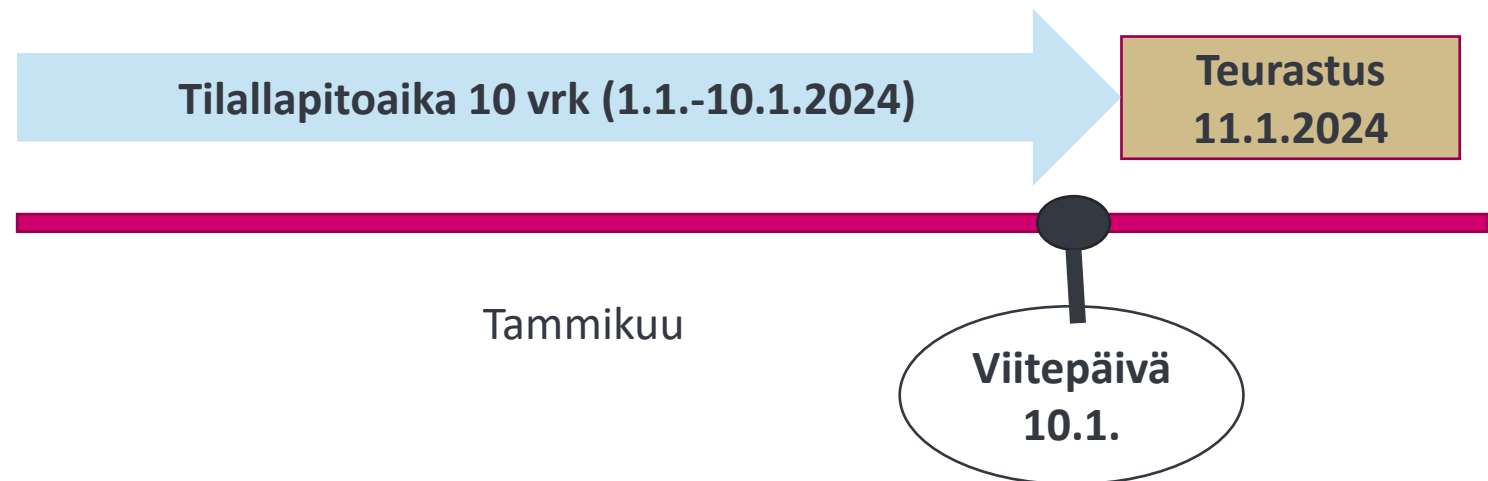 Tilallapitoaika 10 vrk (1.1.-10.1.2024)
Teurastus
11.1.2024
Tammikuu
Viitepäivä
10.1.